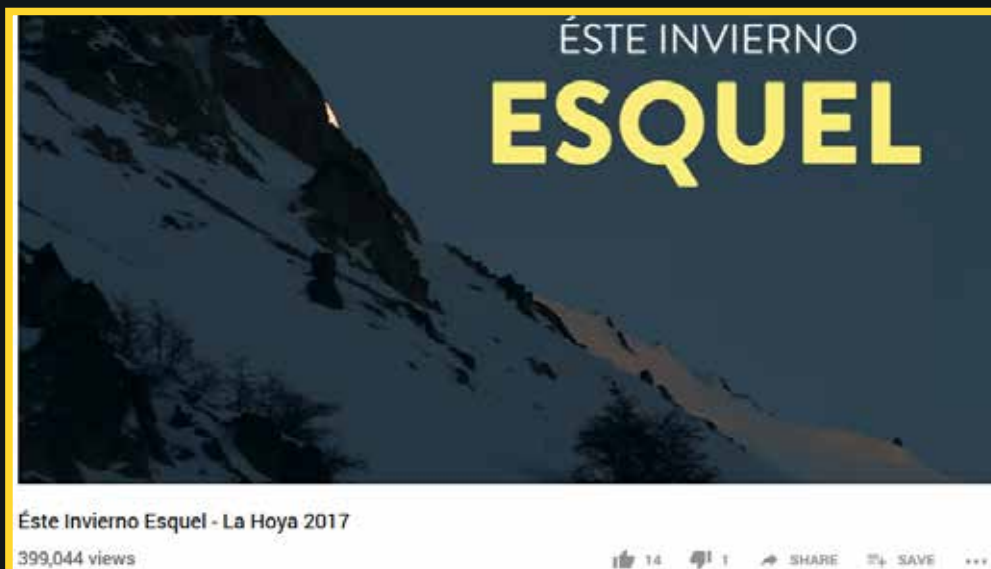 ÉSTE INVIERNO
ESQUEL
Éste Invierno Esquel - La Hoya 2017
399,044 views
14 1 SHARE SAVE